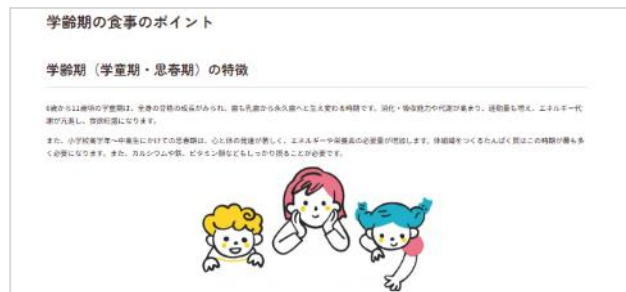 学齢期の食事のポイント
学齢期（学童期・思春期）の特徴
6歳から11歳頃の学童期は、全身の骨格の成長がみられ、歯も乳歯から永久歯へと生え変わる時期です。消化・吸収能力や代謝が高まり、運動量も増え、エネルギー代
謝が亢進し、食欲旺盛になります。
また、小学校高学年〜中高生にかけての思春期は、心と体の発達が著しく、エネルギーや栄養素の必要量が増加します。体組織をつくるたんぱく質はこの時期が最も多
く必要になります。また、カルシウムや鉄、ビタミン類などもしっかり摂ることが必要です。